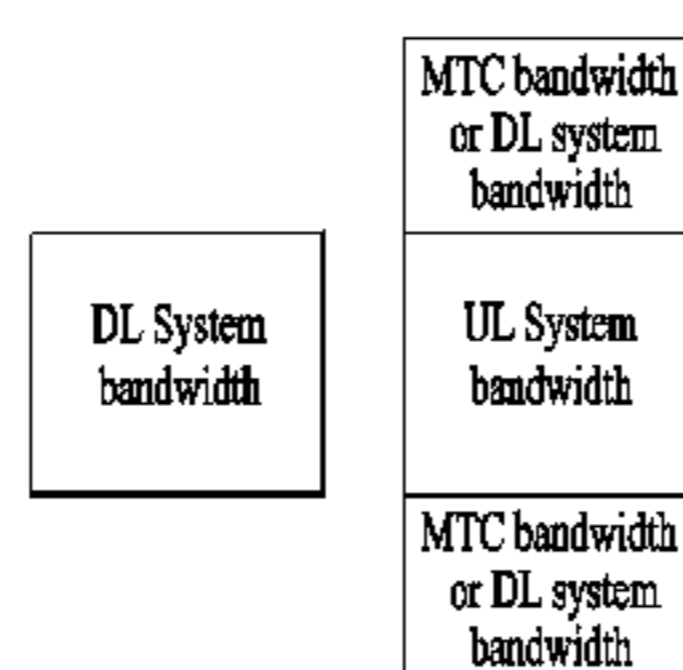 DL System
bandwidth
MTC bandwidth
or DL system
bandwidth
UL System
bandwidth
MTC bandwidth
or DL system
bandwidth